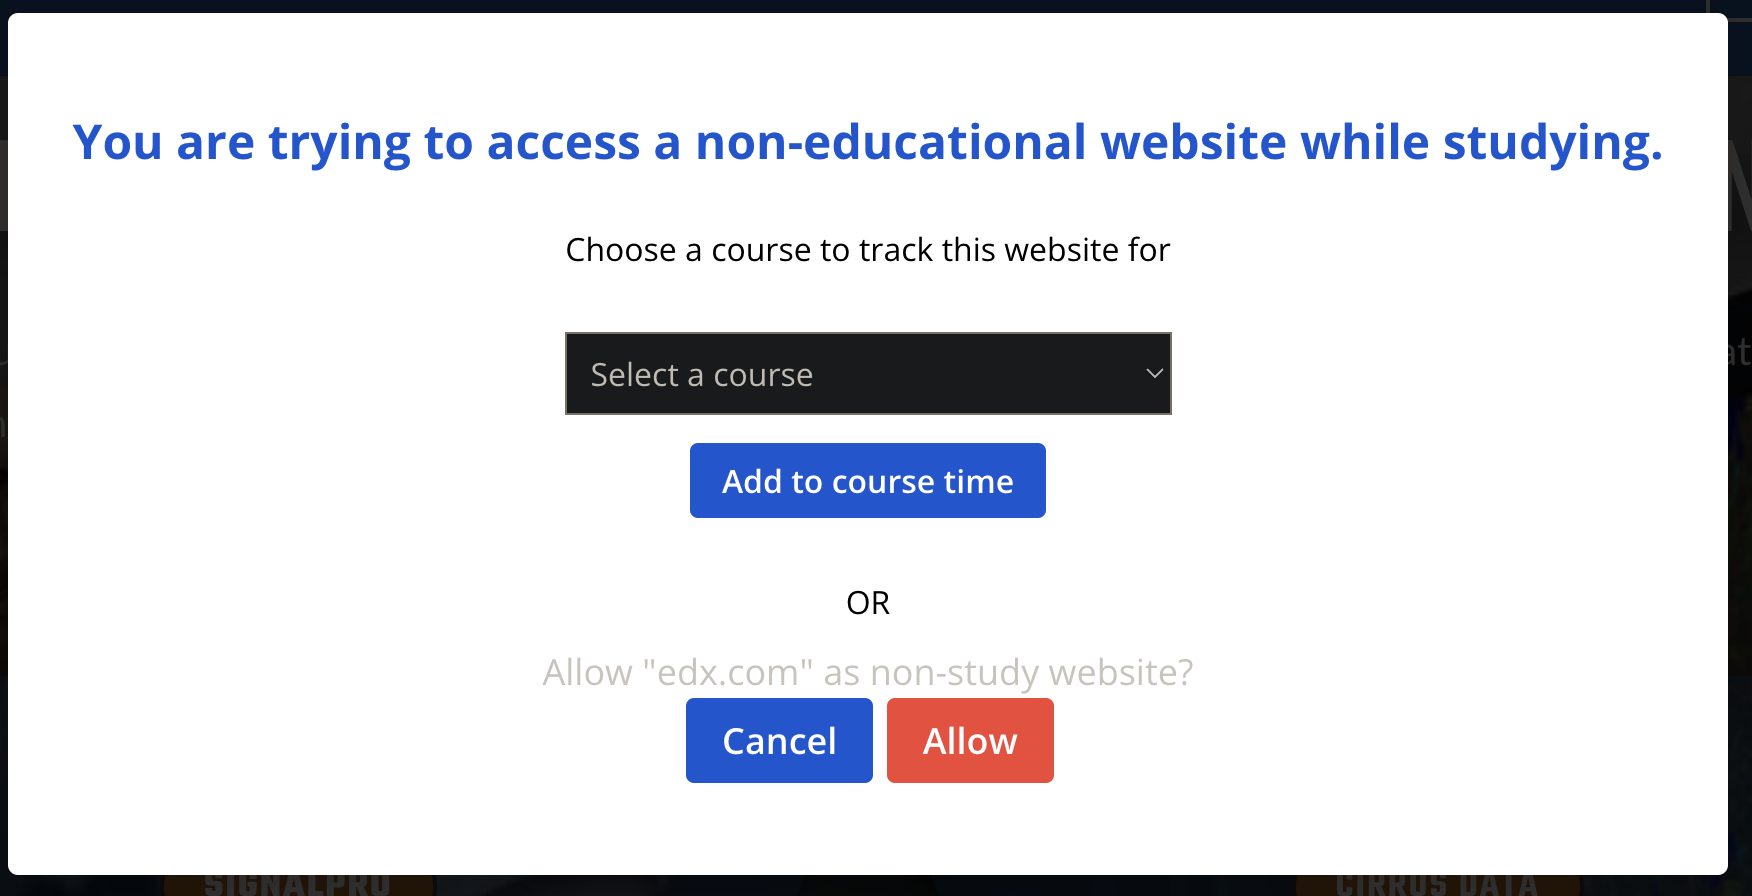 You are trying to access a non-educational website while studying.
Choose a course to track this website for
Select a course
Add to course time
OR
Allow "edx.com" as non-study website?
Cancel
Allow
SIGNALPRO
CIRRUS DATA